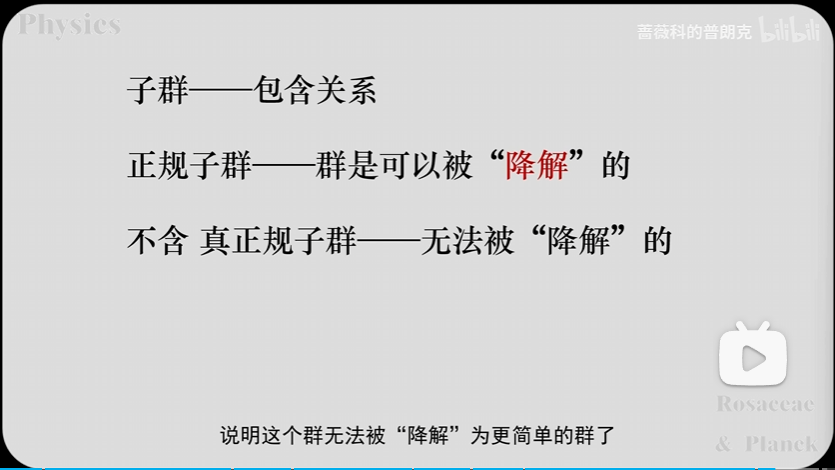 Physics
蔷薇科的普朗克 bilibili
子群——包含关系
正规子群——群是可以被“降解”的
不含 真正规子群——无法被“降解”的
Rosaceae
& Planck
说明这个群无法被“降解”为更简单的群了